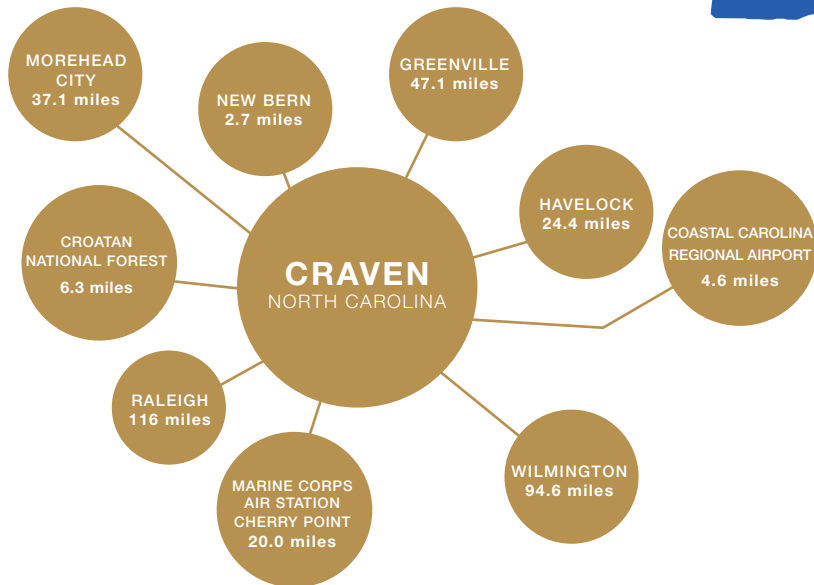 MOREHEAD
CITY
37.1 miles
NEW BERN
2.7 miles
GREENVILLE
47.1 miles
HAVELOCK
24.4 miles
COASTAL CAROLINA
REGIONAL AIRPORT
4.6 miles
CROATAN
NATIONAL FOREST
6.3 miles
CRAVEN
NORTH CAROLINA
RALEIGH
116 miles
MARINE CORPS
AIR STATION
CHERRY POINT
20.0 miles
WILMINGTON
94.6 miles